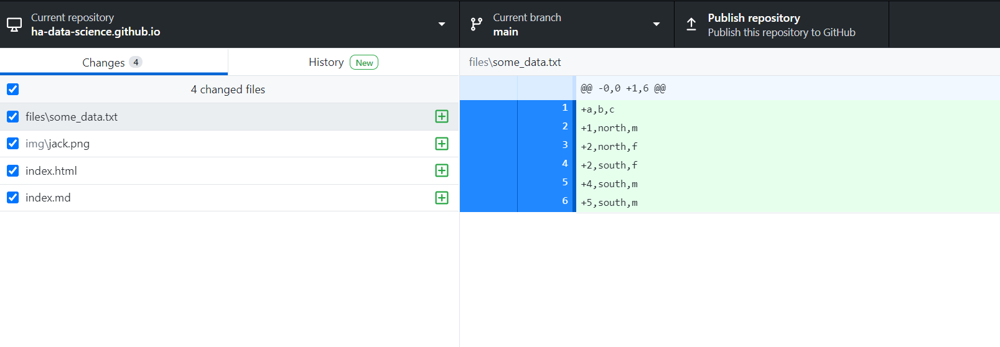 Current repository
ha-data-science.github.io
Current branch
main
Publish repository
Publish this repository to GitHub
Changes 4
History New
4 changed files
files\some_data.txt
img\jack.png
index.html
index.md
files\some_data.txt
@@ -0,0 +1,6 @@
1 +a,b,c
2 +1,north,m
3 +2,north,f
4 +2,south,f
5 +4,south,m
6 +5,south,m